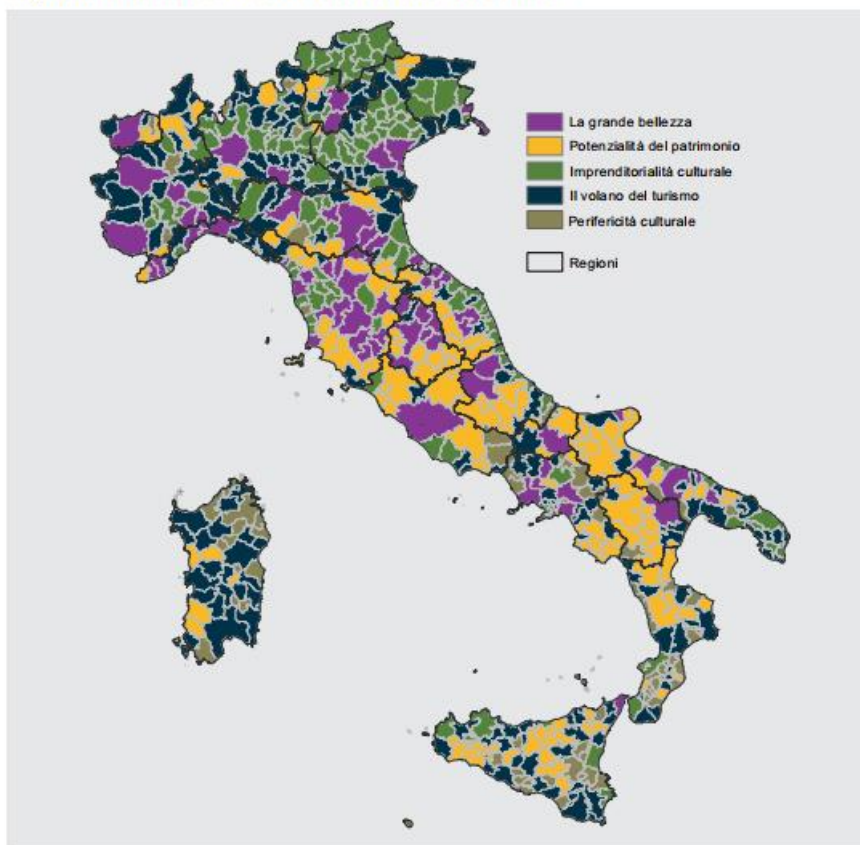 La grande bellezza
Potenzialità del patrimonio
Imprenditorialità culturale
Il volano del turismo
Perifericità culturale
Regioni